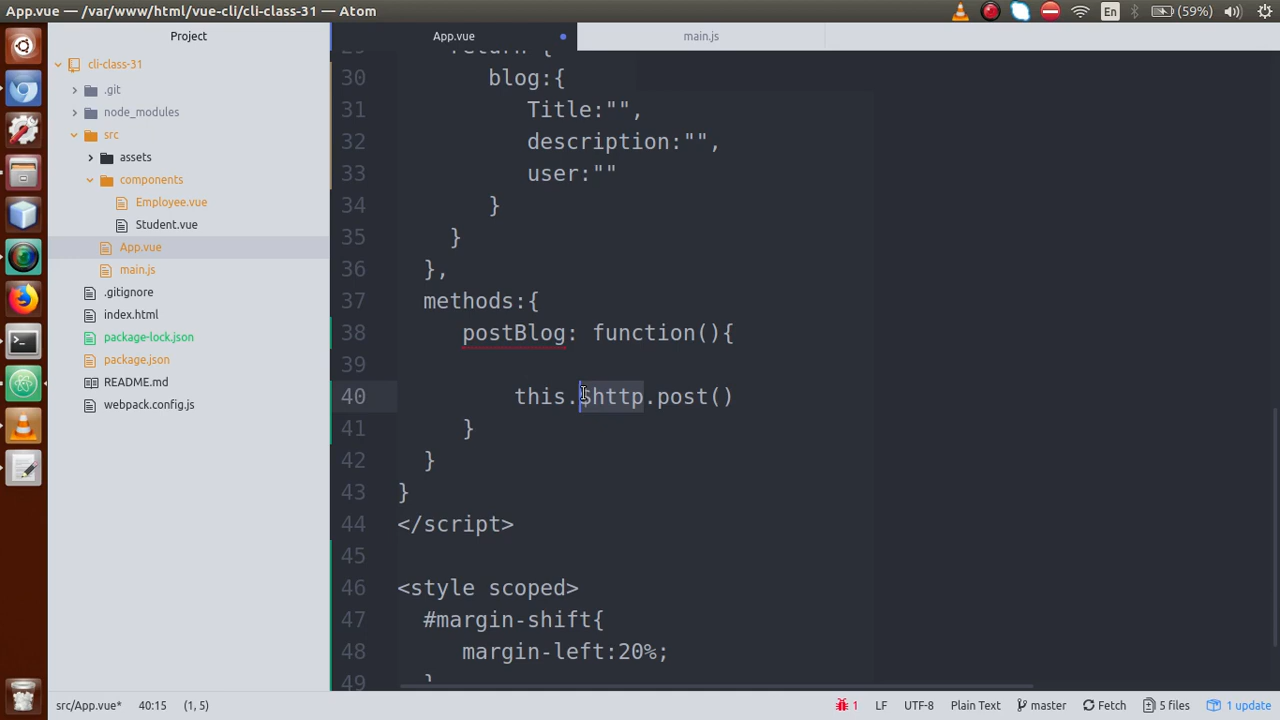 App.vue — /var/www/html/vue-cli/cli-class-31 — Atom
En
(59%)
Project
App.vue
main.js
cli-class-31
.git
node_modules
src
assets
components
Employee.vue
Student.vue
App.vue
main.js
.gitignore
index.html
package-lock.json
package.json
README.md
webpack.config.js
30 blog:{
31 Title:"",
32 description:"",
33 user:""
34 }
35 }
36 },
37 methods:{
38 postBlog: function(){
39
40 this.$http.post()
41 }
42 }
43 }
44 </script>
45
46 <style scoped>
47 #margin-shift{
48 margin-left:20%;
49 }
src/App.vue* 40:15 (1, 5)
1 LF UTF-8 Plain Text master Fetch 5 files 1 update